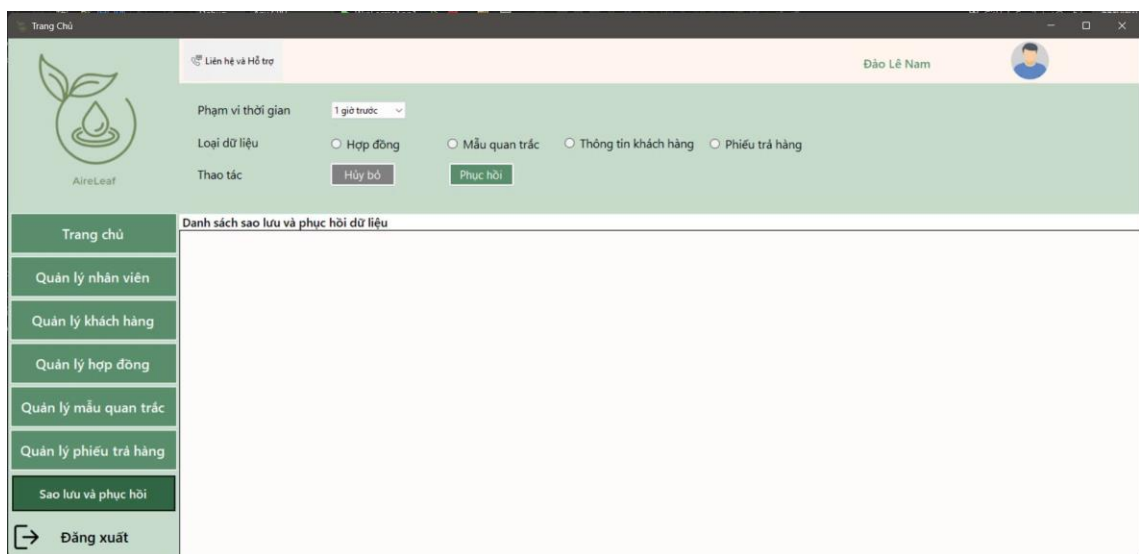 Trang Chủ
Liên hệ và Hỗ trợ
Đào Lê Nam
AireLeaf
Phạm vi thời gian
1 giờ trước
Loại dữ liệu
Hợp đồng
Mẫu quan trắc
Thông tin khách hàng
Phiếu trả hàng
Thao tác
Hủy bỏ
Phục hồi
Danh sách sao lưu và phục hồi dữ liệu
Trang chủ
Quản lý nhân viên
Quản lý khách hàng
Quản lý hợp đồng
Quản lý mẫu quan trắc
Quản lý phiếu trả hàng
Sao lưu và phục hồi
Đăng xuất